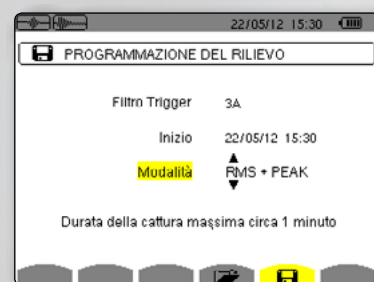 22/05/12 15:30
PROGRAMMAZIONE DEL RILIEVO
Filtro Trigger 3A
Inizio 22/05/12 15:30
Modalità RMS + PEAK
Durata della cattura massima circa 1 minuto